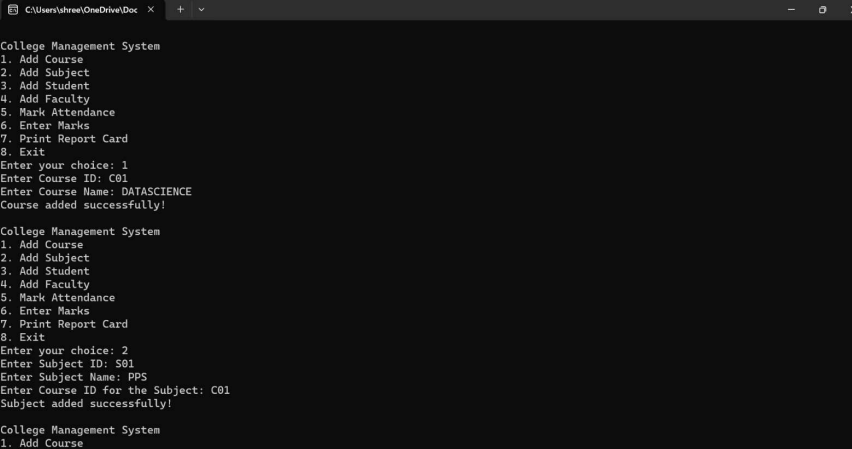 C:\Users\shree\OneDrive\Doc
College Management System
1. Add Course
2. Add Subject
3. Add Student
4. Add Faculty
5. Mark Attendance
6. Enter Marks
7. Print Report Card
8. Exit
Enter your choice: 1
Enter Course ID: C01
Enter Course Name: DATASCIENCE
Course added successfully!
College Management System
1. Add Course
2. Add Subject
3. Add Student
4. Add Faculty
5. Mark Attendance
6. Enter Marks
7. Print Report Card
8. Exit
Enter your choice: 2
Enter Subject ID: S01
Enter Subject Name: PPS
Enter Course ID for the Subject: C01
Subject added successfully!
College Management System
1. Add Course